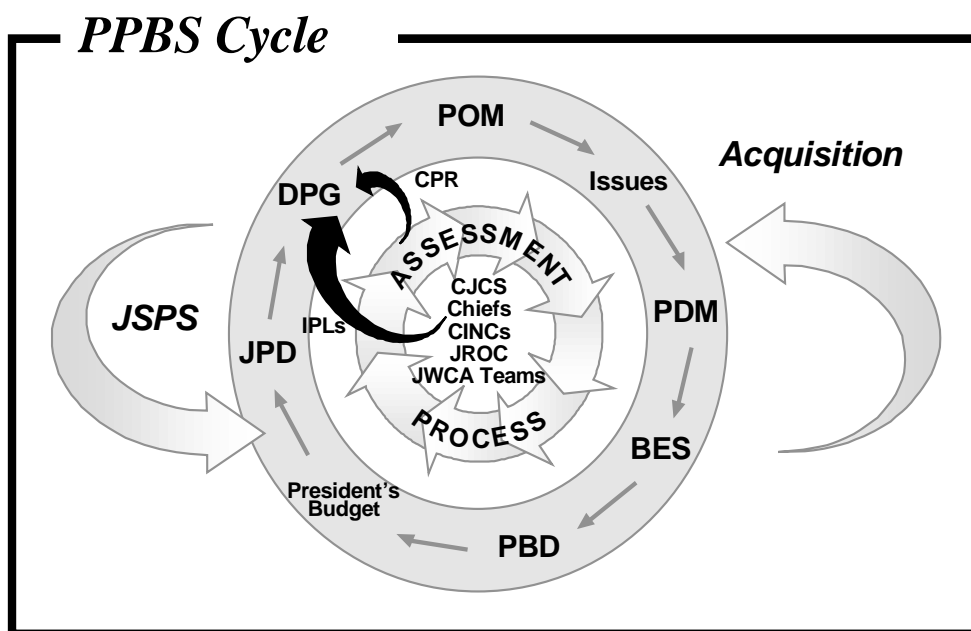 PPBS Cycle
POM
Acquisition
CPR
Issues
DPG
ASSESSMENT
CJCS
Chiefs
CINCs
JROC
JWCA Teams
PDM
JSPS
IPLs
JPD
PROCESS
BES
President's
Budget
PBD